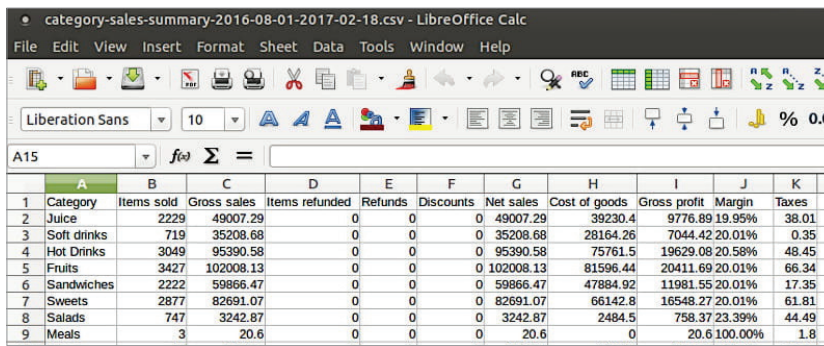 category-sales-summary-2016-08-01-2017-02-18.csv - LibreOffice Calc
File Edit View Insert Format Sheet Data Tools Window Help
Liberation Sans 10 % 0.
A15 f(x) Σ =
A B C D E F G H I J K
1 Category Items sold Gross sales Items refunded Refunds Discounts Net sales Cost of goods Gross profit Margin Taxes
2 Juice 2229 49007.29 0 0 0 49007.29 39230.4 9776.89 19.95% 38.01
3 Soft drinks 719 35208.68 0 0 0 35208.68 28164.26 7044.42 20.01% 0.35
4 Hot Drinks 3049 95390.58 0 0 0 95390.58 75761.5 19629.08 20.58% 48.45
5 Fruits 3427 102008.13 0 0 0 102008.13 81596.44 20411.69 20.01% 66.34
6 Sandwiches 2222 59866.47 0 0 0 59866.47 47884.92 11981.55 20.01% 17.35
7 Sweets 2877 82691.07 0 0 0 82691.07 66142.8 16548.27 20.01% 61.81
8 Salads 747 3242.87 0 0 0 3242.87 2484.5 758.37 23.39% 44.49
9 Meals 3 20.6 0 0 0 20.6 0 20.6 100.00% 1.8